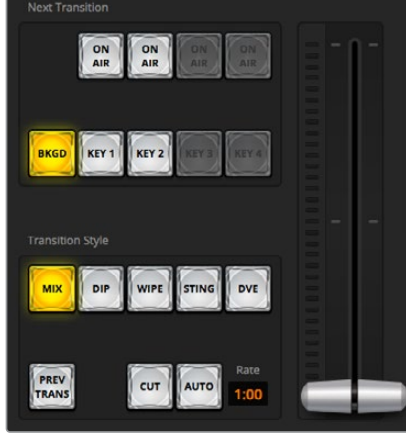 Next Transition
ON AIR ON AIR ON AIR ON AIR
BKGD KEY 1 KEY 2 KEY 3 KEY 4
Transition Style
MIX DIP WIPE STING DVE
Rate
PREV TRANS CUT AUTO 1:00